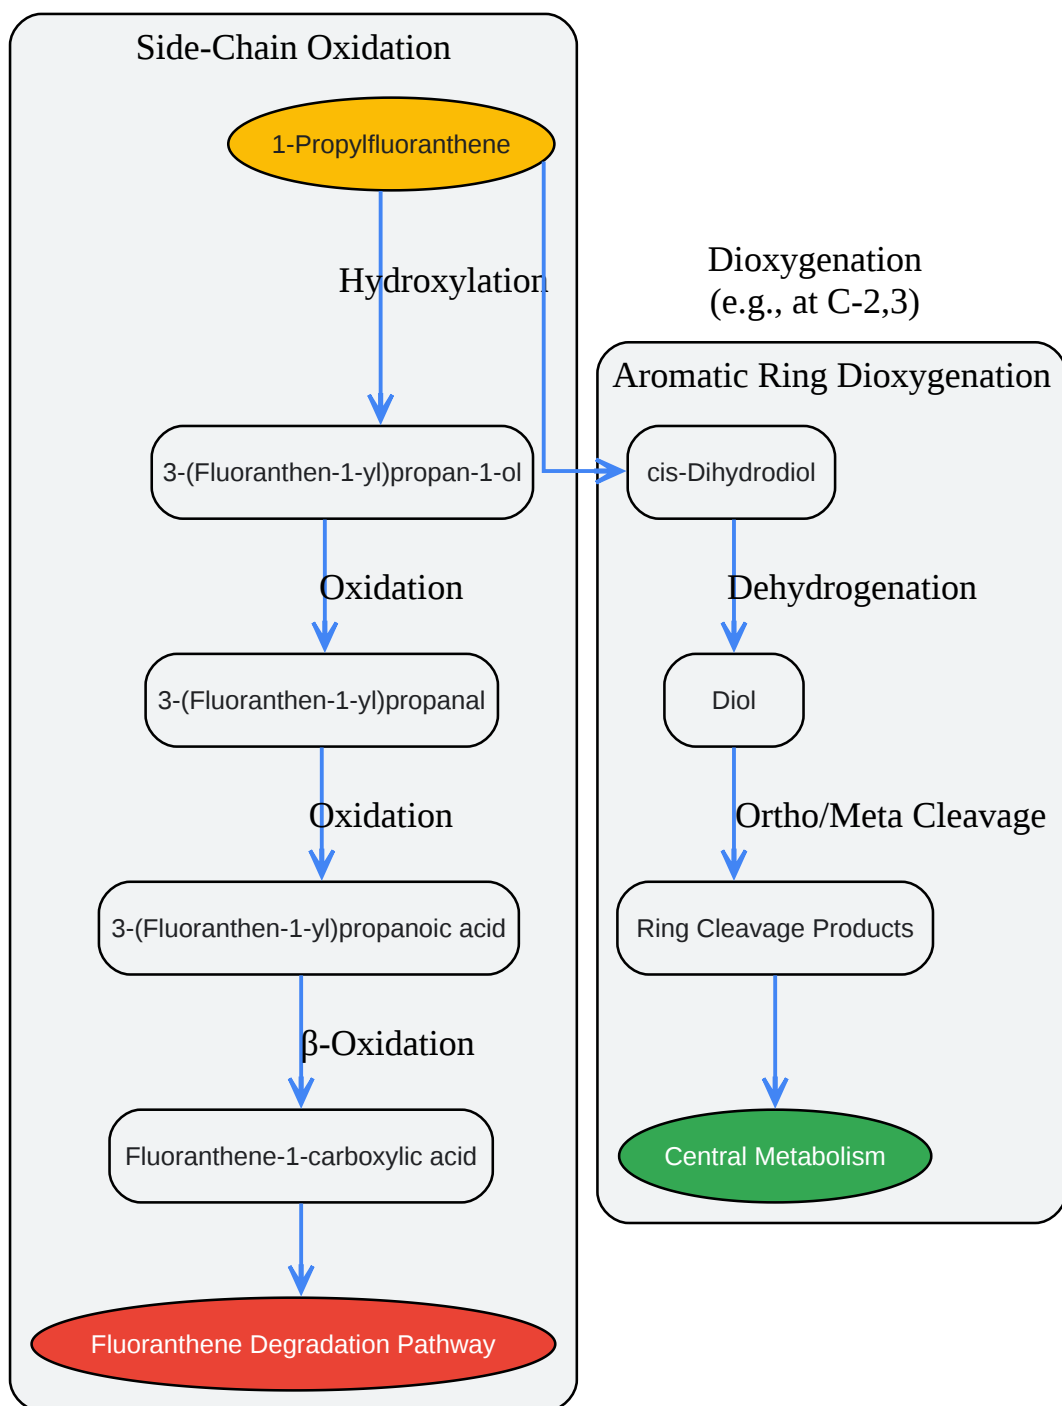 Side-Chain Oxidation
1-Propylfluoranthene
Hydroxylation
3-(Fluoranthen-1-yl)propan-1-ol
Oxidation
3-(Fluoranthen-1-yl)propanal
Oxidation
3-(Fluoranthen-1-yl)propanoic acid
β-Oxidation
Fluoranthene-1-carboxylic acid
Fluoranthene Degradation Pathway
Dioxygenation
(e.g., at C-2,3)
Aromatic Ring Dioxygenation
cis-Dihydrodiol
Dehydrogenation
Diol
Ortho/Meta Cleavage
Ring Cleavage Products
Central Metabolism